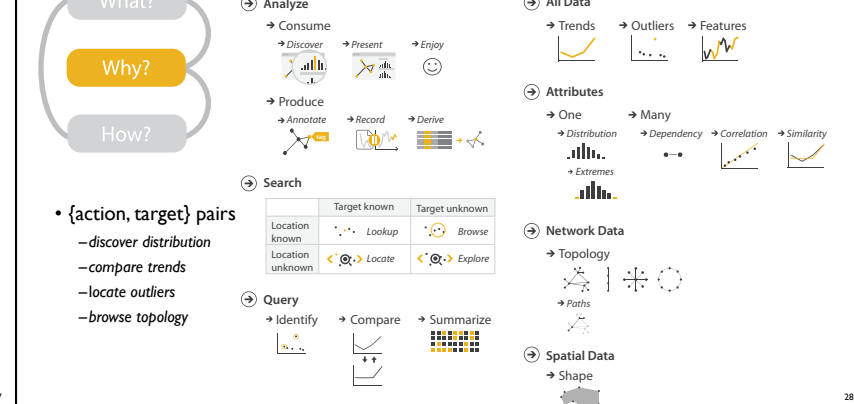 What?
Why?
How?
• {action, target} pairs
–discover distribution
–compare trends
–locate outliers
–browse topology
Analyze
Consume
Discover Present Enjoy
Produce
Annotate Record Derive
Search
Target known Target unknown
Location known Lookup Browse
Location unknown Locate Explore
Query
Identify Compare Summarize
All Data
Trends Outliers Features
Attributes
One Many
Distribution Dependency Correlation Similarity
Extremes
Network Data
Topology
Paths
Spatial Data
Shape
28